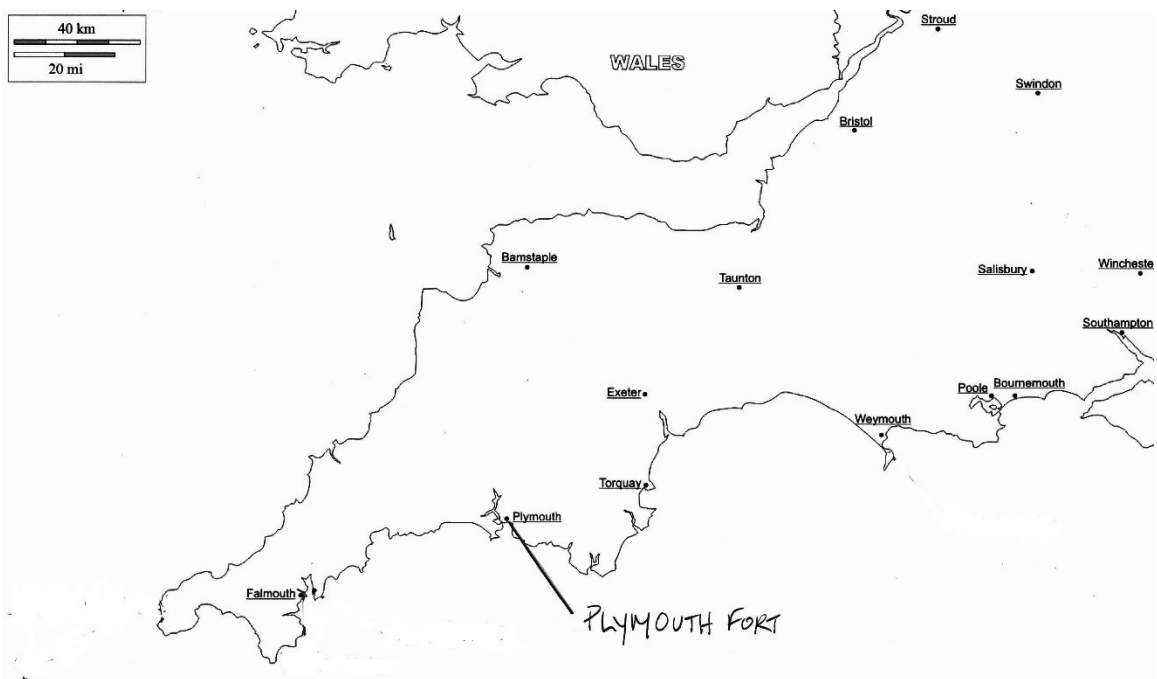 40 km
20 mi
Stroud
WALES
Swindon
Bristol
Barnstaple
Taunton
Salisbury
Wincheste
Southampton
Exeter
Poole
Bournemouth
Weymouth
Torquay
Plymouth
Falmouth
PLYMOUTH FORT